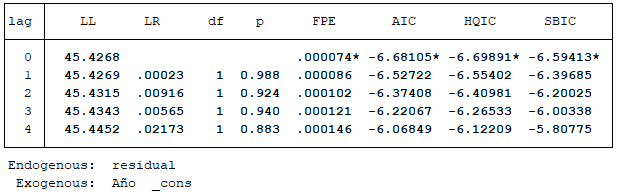 lag LL LR df p FPE AIC HQIC SBIC
0 45.4268 .000074* -6.68105* -6.69891* -6.59413*
1 45.4269 .00023 1 0.988 .000086 -6.52722 -6.55402 -6.39685
2 45.4315 .00916 1 0.924 .000102 -6.37408 -6.40981 -6.20025
3 45.4343 .00565 1 0.940 .000121 -6.22067 -6.26533 -6.00338
4 45.4452 .02173 1 0.883 .000146 -6.06849 -6.12209 -5.80775
Endogenous: residual
Exogenous: Año _cons